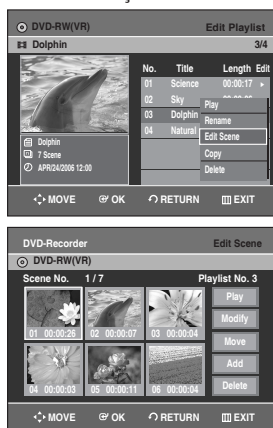 DVD-RW(VR) Edit Playlist
Dolphin 3/4
No. Title Length Edit
01 Science 00:00:17
02 Sky
03 Dolphin
04 Natural
Play
Rename
Edit Scene
Copy
Delete
Dolphin
7 Scene
APR/24/2006 12:00
MOVE OK RETURN EXIT
DVD-Recorder Edit Scene
DVD-RW(VR)
Scene No. 1 / 7 Playlist No. 3
01 00:00:26 02 00:00:07 03 00:00:04
04 00:00:03 05 00:00:11 06 00:00:04
Play
Modify
Move
Add
Delete
MOVE OK RETURN EXIT